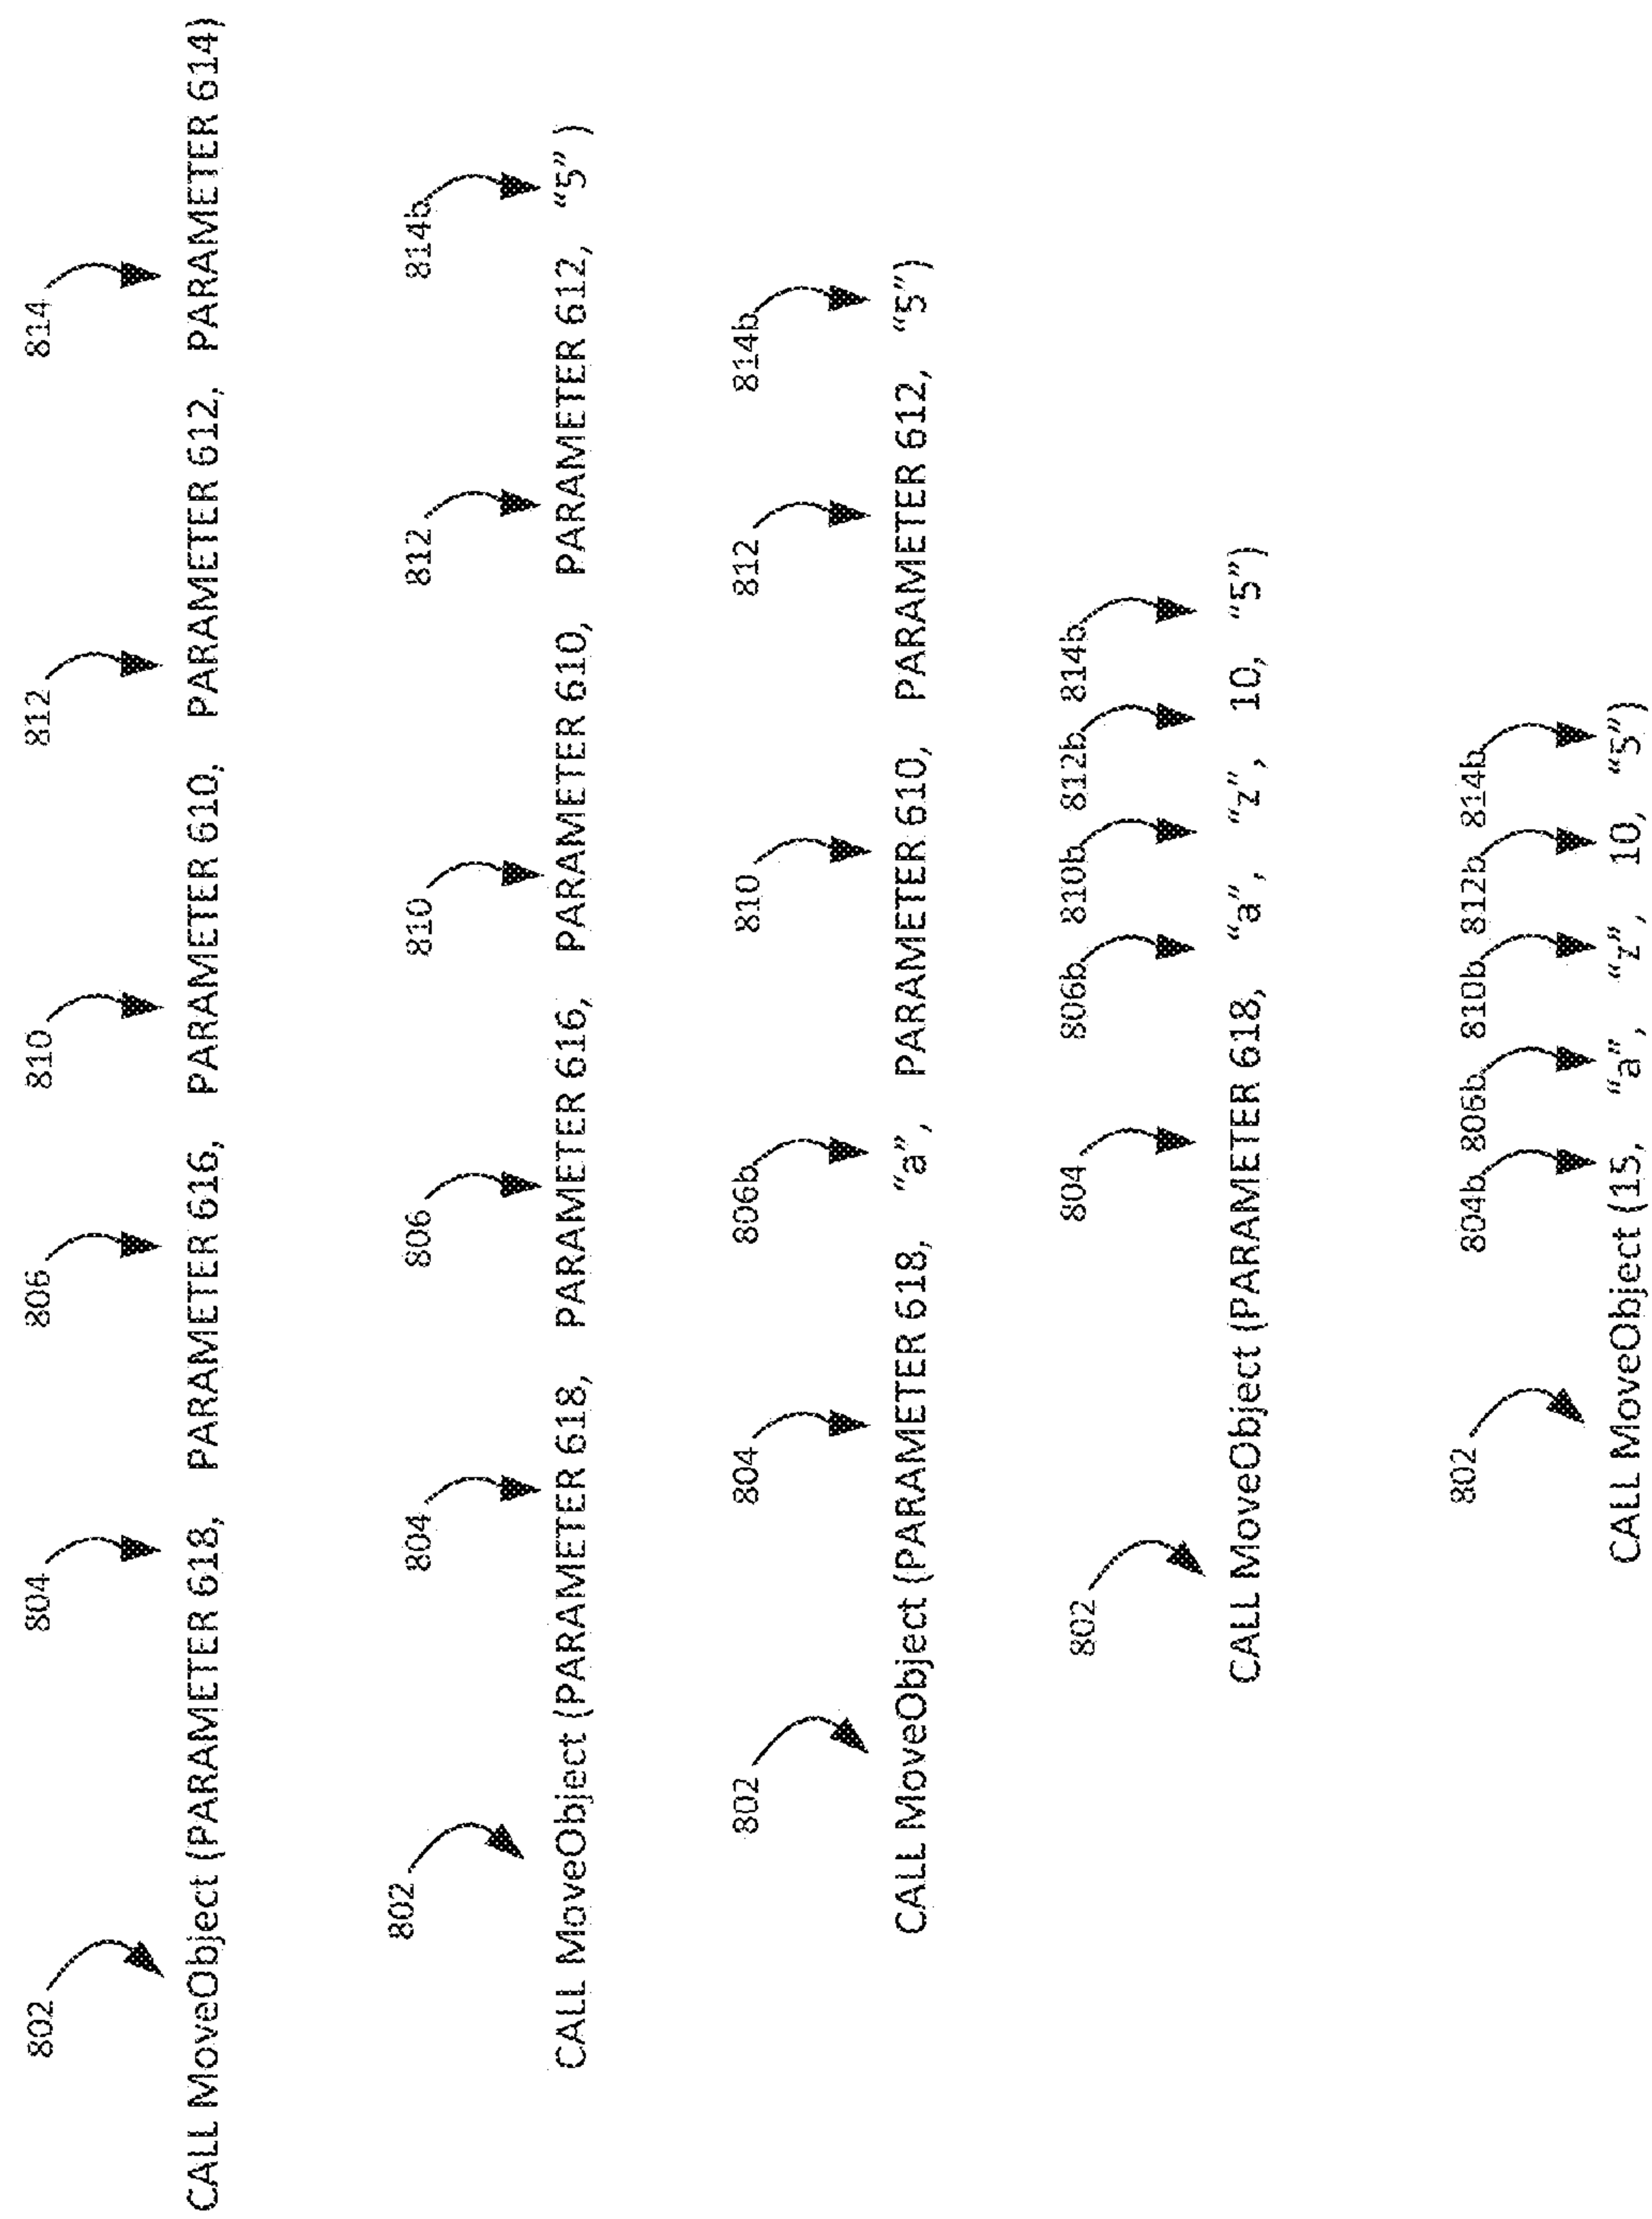 802 804 806 810 812 814
CALL MoveObject (PARAMETER 618, PARAMETER 616, PARAMETER 610, PARAMETER 612, PARAMETER 614)
802 804 806 810 812 814b
CALL MoveObject (PARAMETER 618, PARAMETER 616, PARAMETER 610, PARAMETER 612, “5” )
802 804 806b 810 812 814b
CALL MoveObject (PARAMETER 618, “a”, PARAMETER 610, PARAMETER 612, “5”)
802 804 806b 810b 812b 814b
CALL MoveObject (PARAMETER 618, “a”, “z”, 10, “5”)
802 804b 806b 810b 812b 814b
CALL MoveObject (15, “a”, “z”, 10, “5”)